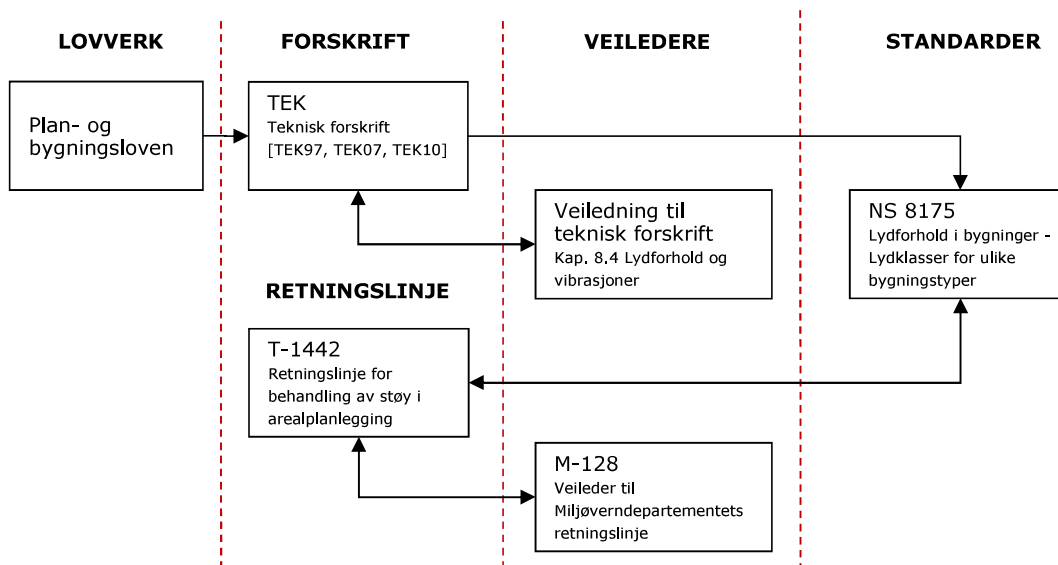 LOVVERK
FORSKRIFT
VEILEDERE
STANDARDER
Plan- og
bygningsloven
TEK
Teknisk forskrift
[TEK97, TEK07, TEK10]
Veiledning til
teknisk forskrift
Kap. 8.4 Lydforhold og
vibrasjoner
NS 8175
Lydforhold i bygninger -
Lydklasser for ulike
bygningstyper
RETNINGSLINJE
T-1442
Retningslinje for
behandling av støy i
arealplanlegging
M-128
Veileder til
Miljøverndepartementets
retningslinje